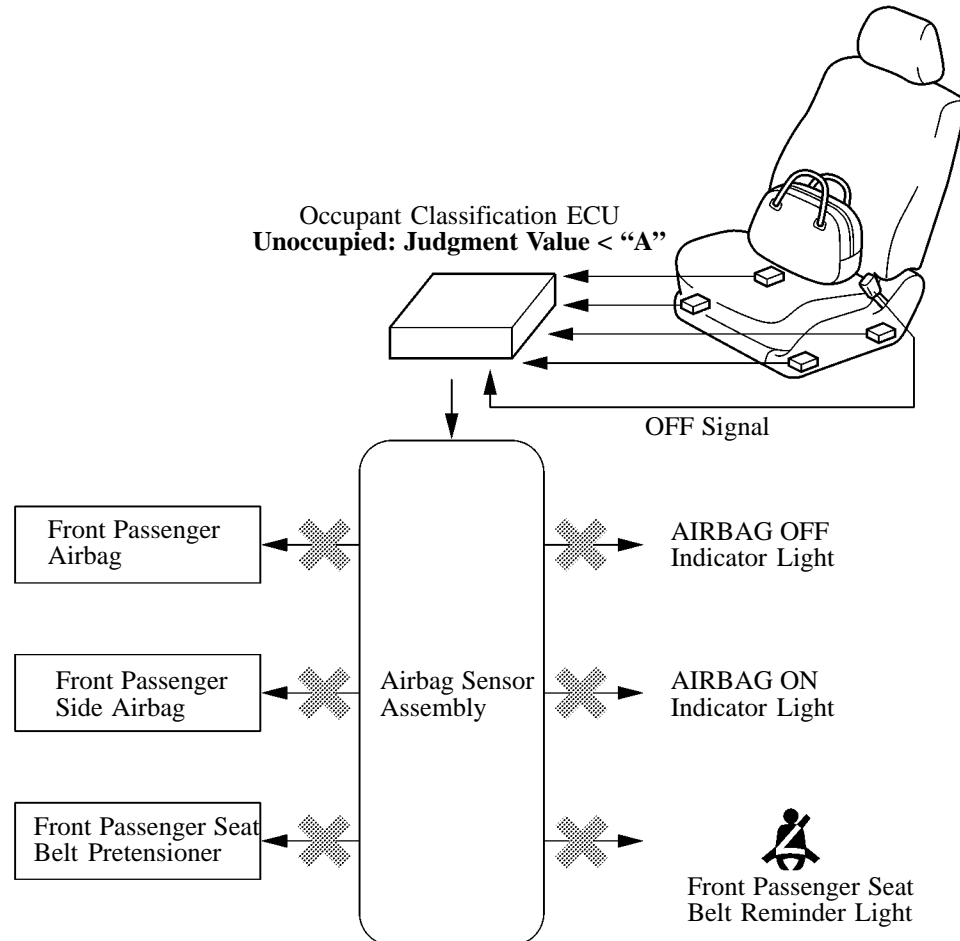 Occupant Classification ECU
Unoccupied: Judgment Value < “A”
OFF Signal
Front Passenger
Airbag
AIRBAG OFF
Indicator Light
Front Passenger
Side Airbag
Airbag Sensor
Assembly
AIRBAG ON
Indicator Light
Front Passenger Seat
Belt Pretensioner
Front Passenger Seat
Belt Reminder Light